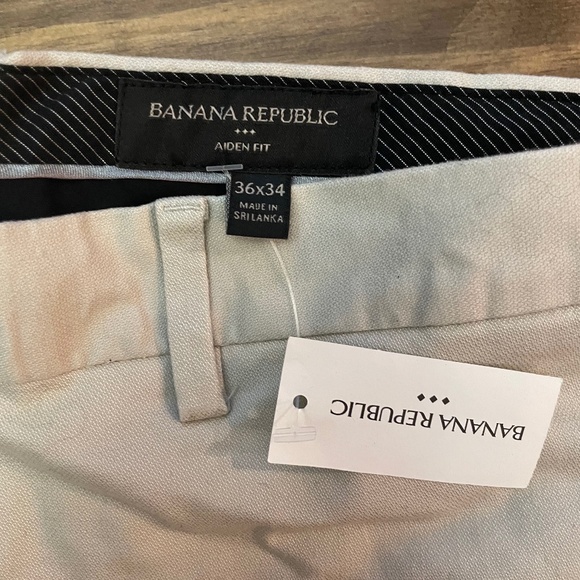 BANANA REPUBLIC
AIDEN FIT
36x34
MADE IN
SRI LANKA
BANANA REPUBLIC